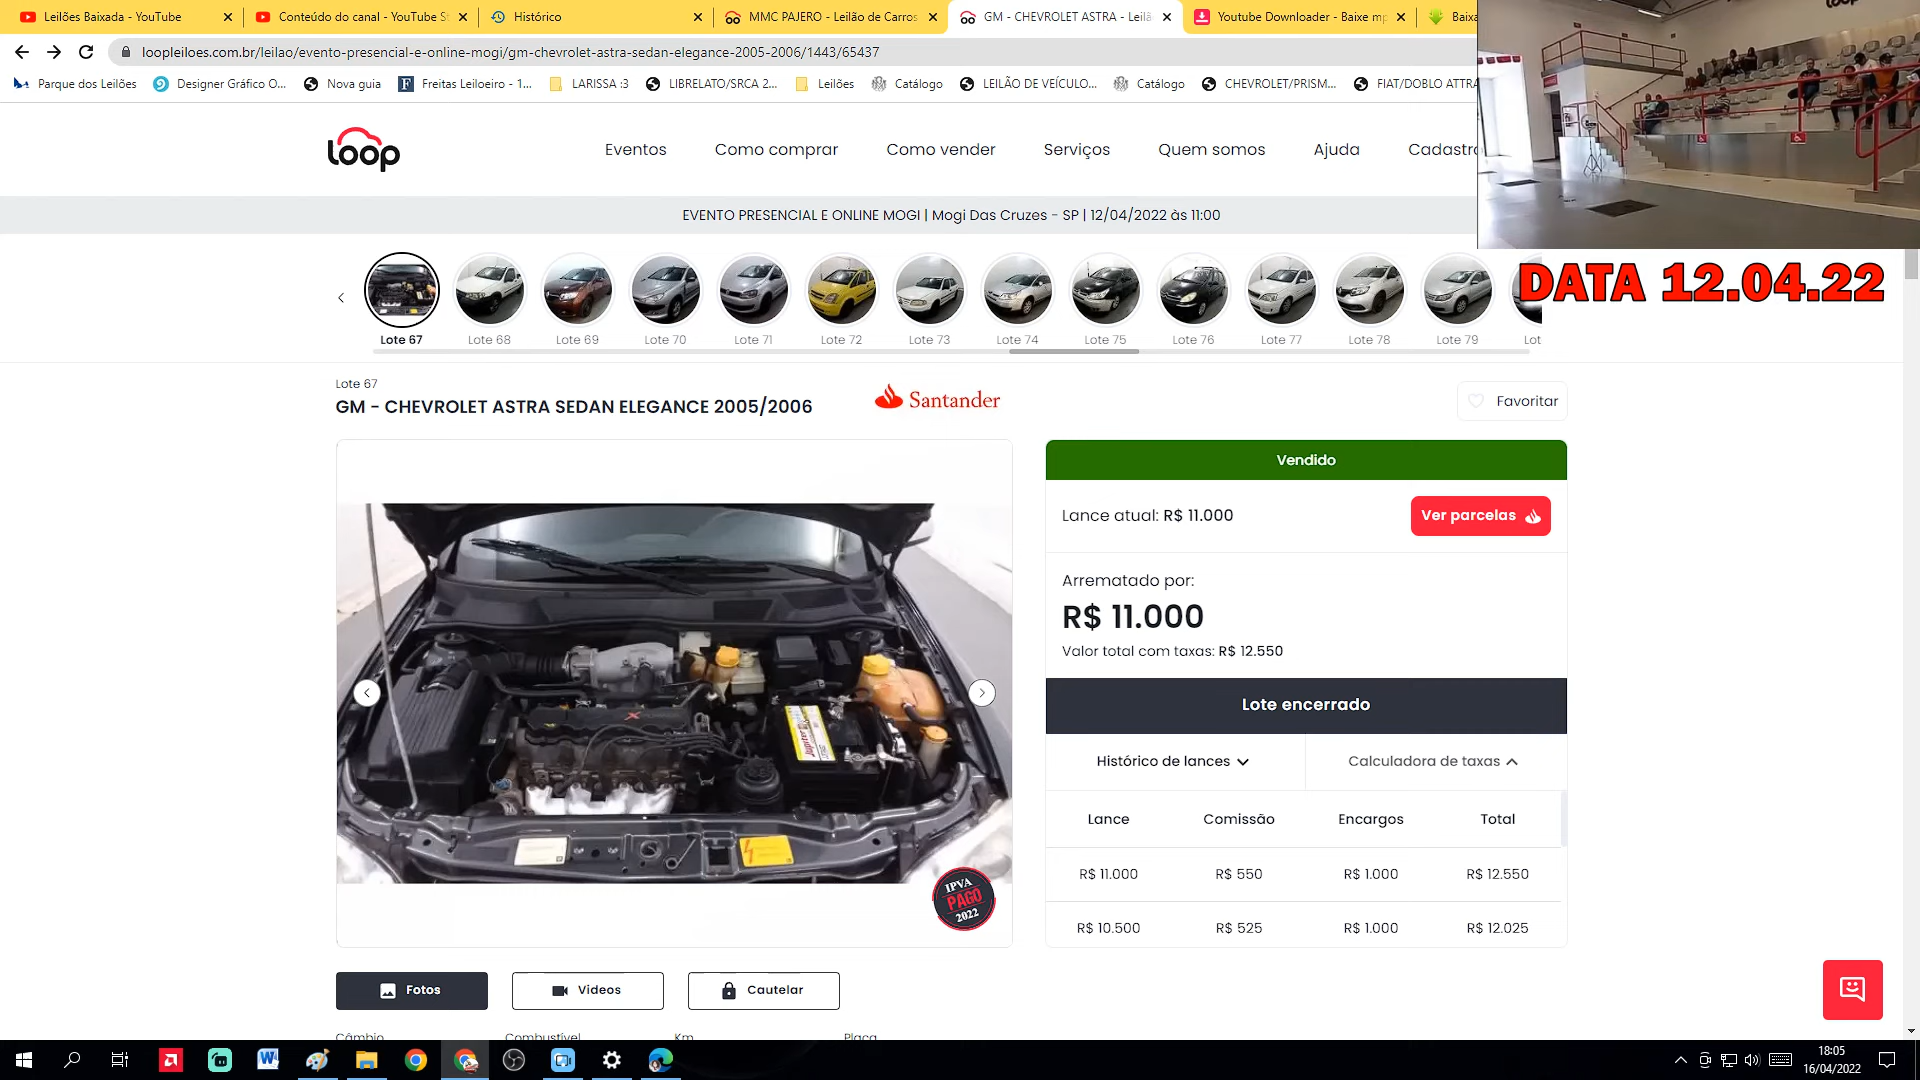 Leilões Baixada - YouTube
Conteúdo do canal - YouTube St
Histórico
MMC PAJERO - Leilão de Carros
GM - CHEVROLET ASTRA - Leilã
Youtube Downloader - Baixe mp
Baixa
loopleiloes.com.br/leilao/evento-presencial-e-online-mogi/gm-chevrolet-astra-sedan-elegance-2005-2006/1443/65437
Parque dos Leilões
Designer Gráfico O...
Nova guia
Freitas Leiloeiro - 1...
LARISSA :3
LIBRELATO/SRCA 2...
Leilões
Catálogo
LEILÃO DE VEÍCULO...
Catálogo
CHEVROLET/PRISM...
FIAT/DOBLO ATTRA
loop
Eventos
Como comprar
Como vender
Serviços
Quem somos
Ajuda
Cadastro
EVENTO PRESENCIAL E ONLINE MOGI | Mogi Das Cruzes - SP | 12/04/2022 às 11:00
DATA 12.04.22
Lote 67
Lote 68
Lote 69
Lote 70
Lote 71
Lote 72
Lote 73
Lote 74
Lote 75
Lote 76
Lote 77
Lote 78
Lote 79
Lot
Lote 67
GM - CHEVROLET ASTRA SEDAN ELEGANCE 2005/2006
Santander
Favoritar
Vendido
Lance atual: R$ 11.000
Ver parcelas
Arrematado por:
R$ 11.000
Valor total com taxas: R$ 12.550
Lote encerrado
Histórico de lances
Calculadora de taxas
Lance Comissão Encargos Total
R$ 11.000 R$ 550 R$ 1.000 R$ 12.550
R$ 10.500 R$ 525 R$ 1.000 R$ 12.025
Jupiter
IPVA
PAGO
2022
Fotos
Videos
Cautelar
Câmbio
Combustível
Km
Placa
18:05
16/04/2022